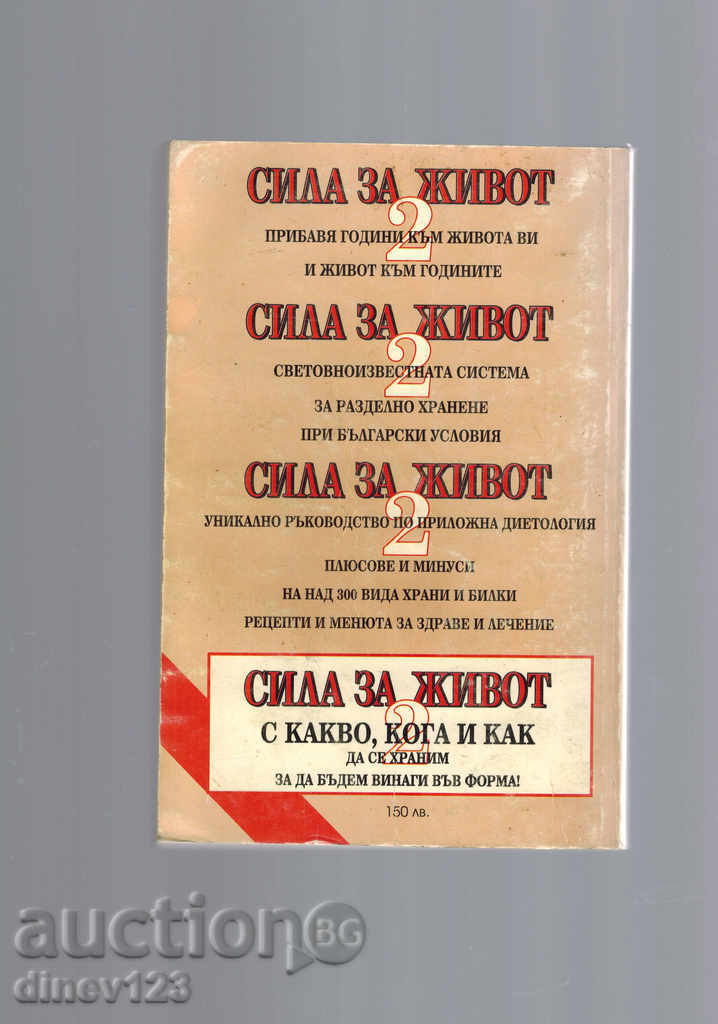 СИЛА ЗА ЖИВОТ
2
ПРИБАВЯ ГОДИНИ КЪМ ЖИВОТА ВИ
И ЖИВОТ КЪМ ГОДИНИТЕ
СИЛА ЗА ЖИВОТ
2
СВЕТОВНОИЗВЕСТНАТА СИСТЕМА
ЗА РАЗДЕЛНО ХРАНЕНЕ
ПРИ БЪЛГАРСКИ УСЛОВИЯ
СИЛА ЗА ЖИВОТ
2
УНИКАЛНО РЪКОВОДСТВО ПО ПРИЛОЖНА ДИЕТОЛОГИЯ
ПЛЮСОВЕ И МИНУСИ
НА НАД 300 ВИДА ХРАНИ И БИЛКИ
РЕЦЕПТИ И МЕНЮТА ЗА ЗДРАВЕ И ЛЕЧЕНИЕ
СИЛА ЗА ЖИВОТ
2
С КАКВО, КОГА И КАК
ДА СЕ ХРАНИМ
ЗА ДА БЪДЕМ ВИНАГИ ВЪВ ФОРМА!
150 лв.
auction BG
dinev123